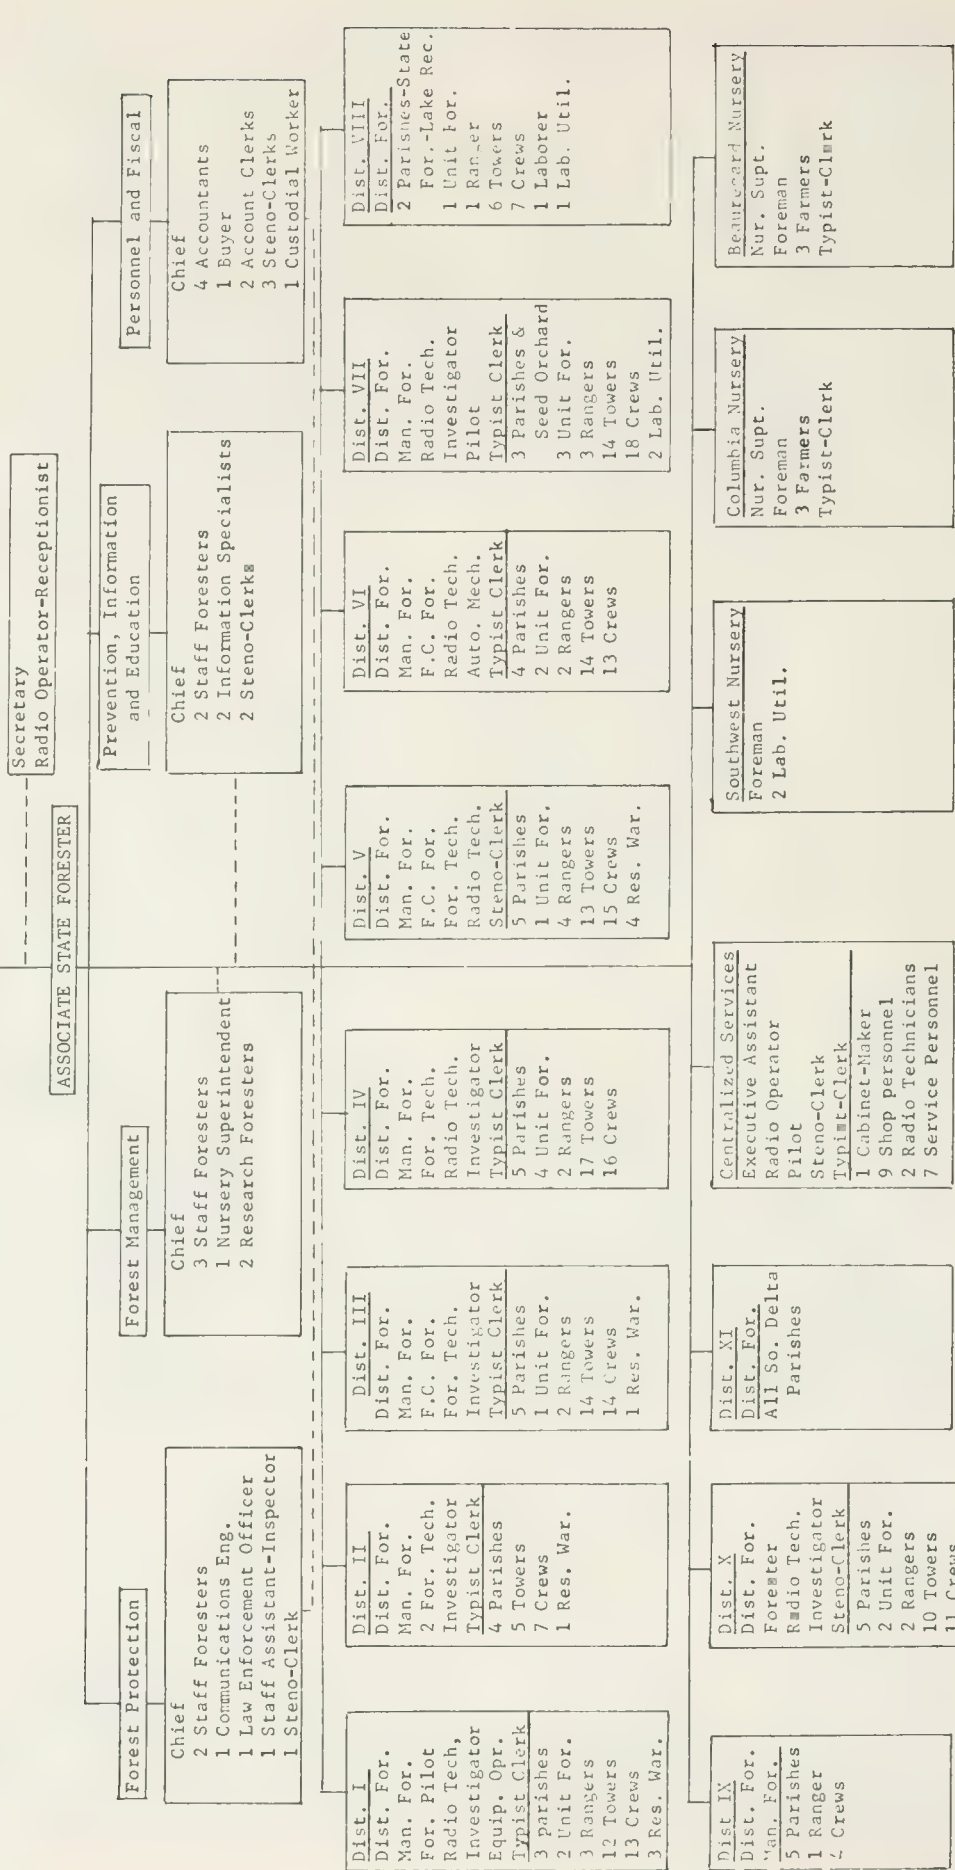 Secretary
Radio Operator-Receptionist
ASSOCIATE STATE FORESTER
Forest Protection
Chief
2 Staff Foresters
1 Communications Eng.
1 Law Enforcement Officer
1 Staff Assistant-Inspector
1 Steno-Clerk
Forest Management
Chief
3 Staff Foresters
1 Nursery Superintendent
2 Research Foresters
Prevention, Information
and Education
Chief
2 Staff Foresters
2 Information Specialists
2 Steno-Clerks
Personnel and Fiscal
Chief
4 Accountants
1 Buyer
2 Account Clerks
3 Steno-Clerks
1 Custodial Worker
Dist. I
Dist. For.
Man. For.
For. Pilot
Radio Tech,
Investigator
Equip. Opr.
Typist Clerk
3 parishes
2 Unit For.
3 Rangers
12 Towers
13 Crews
3 Res. War.
Dist. II
Dist. For.
Man. For.
2 For. Tech.
Investigator
Typist Clerk
4 Parishes
5 Towers
7 Crews
1 Res. War.
Dist. III
Dist. For.
Man. For.
F.C. For.
For. Tech.
Investigator
Typist Clerk
5 Parishes
1 Unit For.
2 Rangers
14 Towers
14 Crews
1 Res. War.
Dist. IV
Dist. For.
Man. For.
For. Tech.
Radio Tech.
Investigator
Typist Clerk
5 Parishes
4 Unit For.
2 Rangers
17 Towers
16 Crews
Dist. V
Dist. For.
Man. For.
F.C. For.
For. Tech.
Radio Tech.
Steno-Clerk
5 Parishes
1 Unit For.
4 Rangers
13 Towers
15 Crews
4 Res. War.
Dist. VI
Dist. For.
Man. For.
F.C. For.
Radio Tech.
Auto. Mech.
Typist Clerk
4 Parishes
2 Unit For.
2 Rangers
14 Towers
13 Crews
Dist. VII
Dist. For.
Man. For.
Radio Tech.
Investigator
Pilot
Typist Clerk
3 Parishes &
Seed Orchard
3 Unit For.
3 Rangers
14 Towers
18 Crews
2 Lab. Util.
Dist. VIII
Dist. For.
2 Parishes-State
For.-Lake Rec.
1 Unit For.
1 Ranger
6 Towers
7 Crews
1 Laborer
1 Lab. Util.
Dist IX
Dist. For.
Man. For.
5 Parishes
1 Ranger
Crews
Dist. X
Dist. For.
Forester
Radio Tech.
Investigator
Steno-Clerk
5 Parishes
2 Unit For.
2 Rangers
10 Towers
11 Crews
Dist. XI
Dist. For.
All So. Delta
Parishes
Centralized Services
Executive Assistant
Radio Operator
Pilot
Steno-Clerk
Typist-Clerk
1 Cabinet-Maker
9 Shop personnel
2 Radio Technicians
7 Service Personnel
Southwest Nursery
Foreman
2 Lab. Util.
Columbia Nursery
Nur. Supt.
Foreman
3 Farmers
Typist-Clerk
Beauregard Nursery
Nur. Supt.
Foreman
3 Farmers
Typist-Clerk